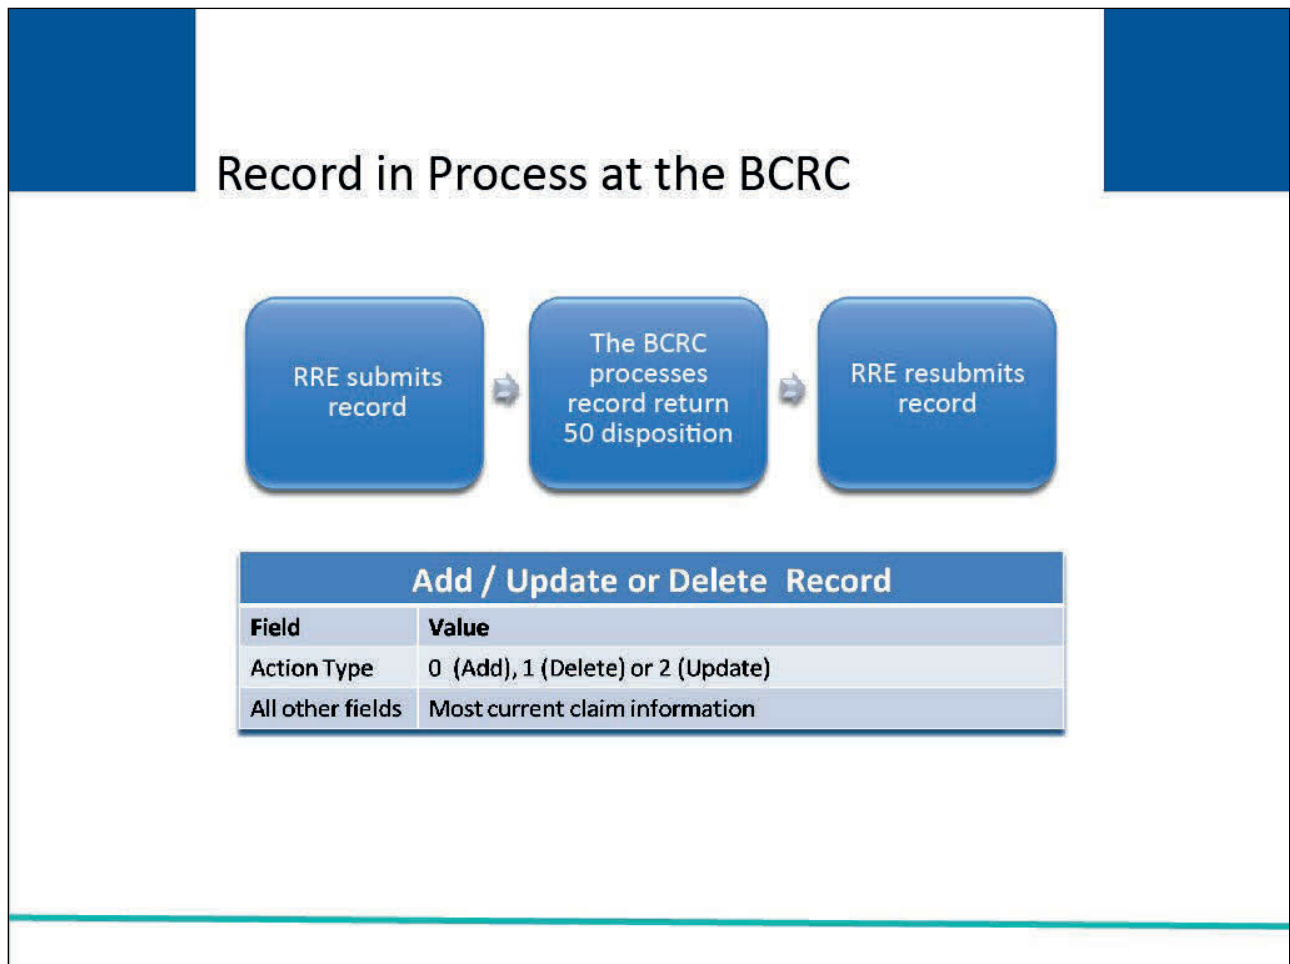 Record in Process at the BCRC
RRE submits
record
The BCRC
processes
record return
50 disposition
RRE resubmits
record
Add / Update or Delete Record
Field Value
Action Type 0 (Add), 1 (Delete) or 2 (Update)
All other fields Most current claim information